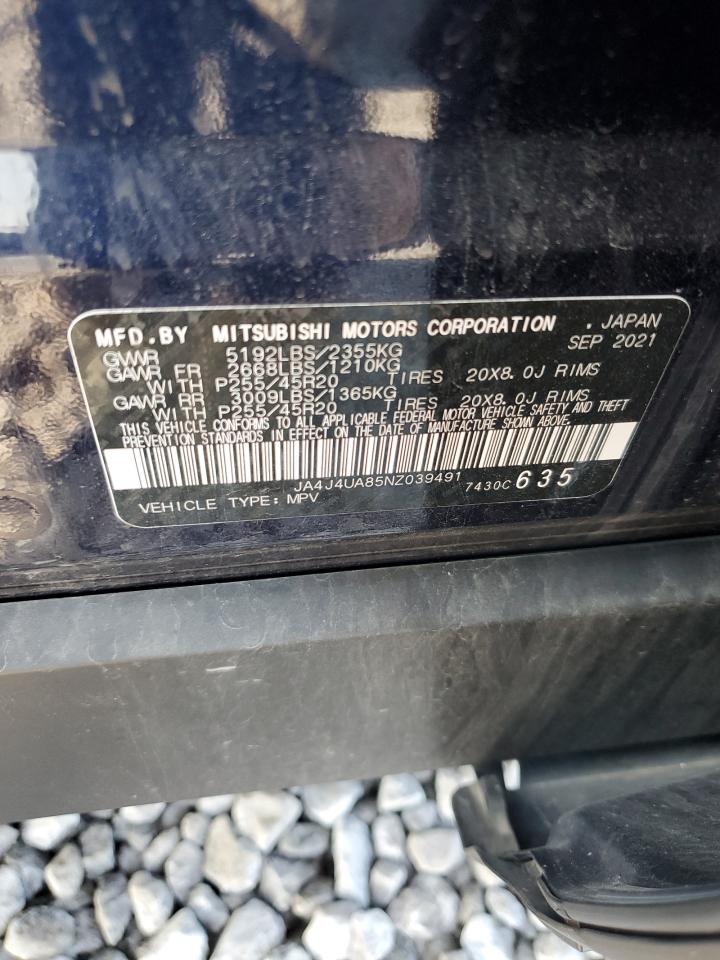 MFD.BY MITSUBISHI MOTORS CORPORATION . JAPAN
SEP 2021
GVWR 5192LBS/2355KG
GAWR FR 2668LBS/1210KG
WITH P255/45R20 TIRES 20X8.0J RIMS
GAWR RR 3009LBS/1365KG
WITH P255/45R20 TIRES 20X8.0J RIMS
THIS VEHICLE CONFORMS TO ALL APPLICABLE FEDERAL MOTOR VEHICLE SAFETY AND THEFT
PREVENTION STANDARDS IN EFFECT ON THE DATE OF MANUFACTURE SHOWN ABOVE.
JA4J4UA85NZ039491 7430C 635
VEHICLE TYPE: MPV